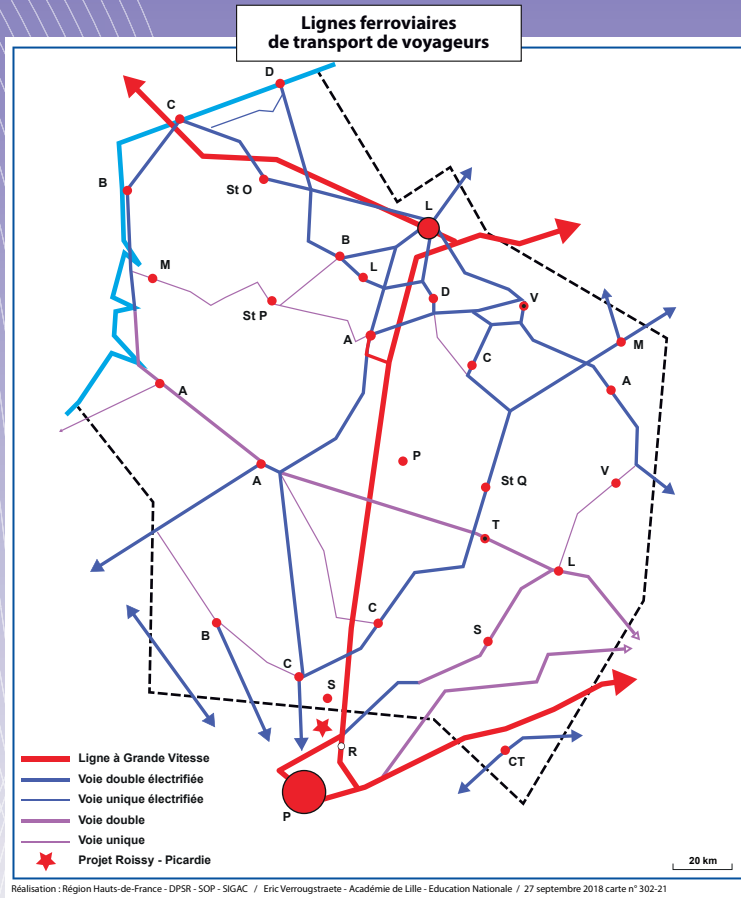 Lignes ferroviaires
de transport de voyageurs
D
C
B
St O
L
B
M
L
D
V
St P
A
M
C
A
A
P
A
St Q
V
T
L
C
B
S
C
S
R
CT
P
Ligne à Grande Vitesse
Voie double électrifiée
Voie unique électrifiée
Voie double
Voie unique
Projet Roissy - Picardie
20 km
Réalisation : Région Hauts-de-France - DPSR - SOP - SIGAC / Eric Verrougstraete - Académie de Lille - Education Nationale / 27 septembre 2018 carte n° 302-21